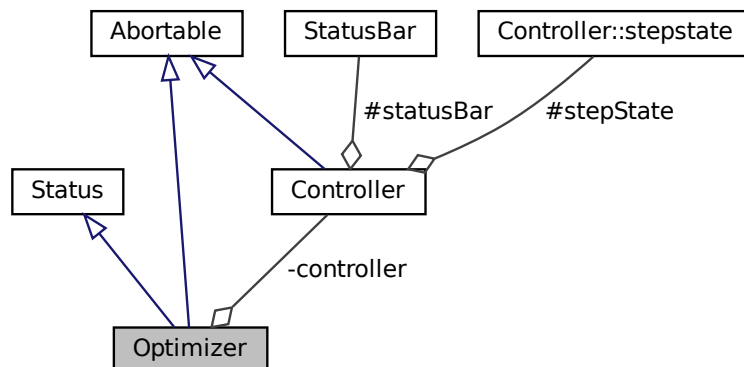 Abortable
StatusBar
Controller::stepstate
#statusBar
#stepState
Status
Controller
-controller
Optimizer